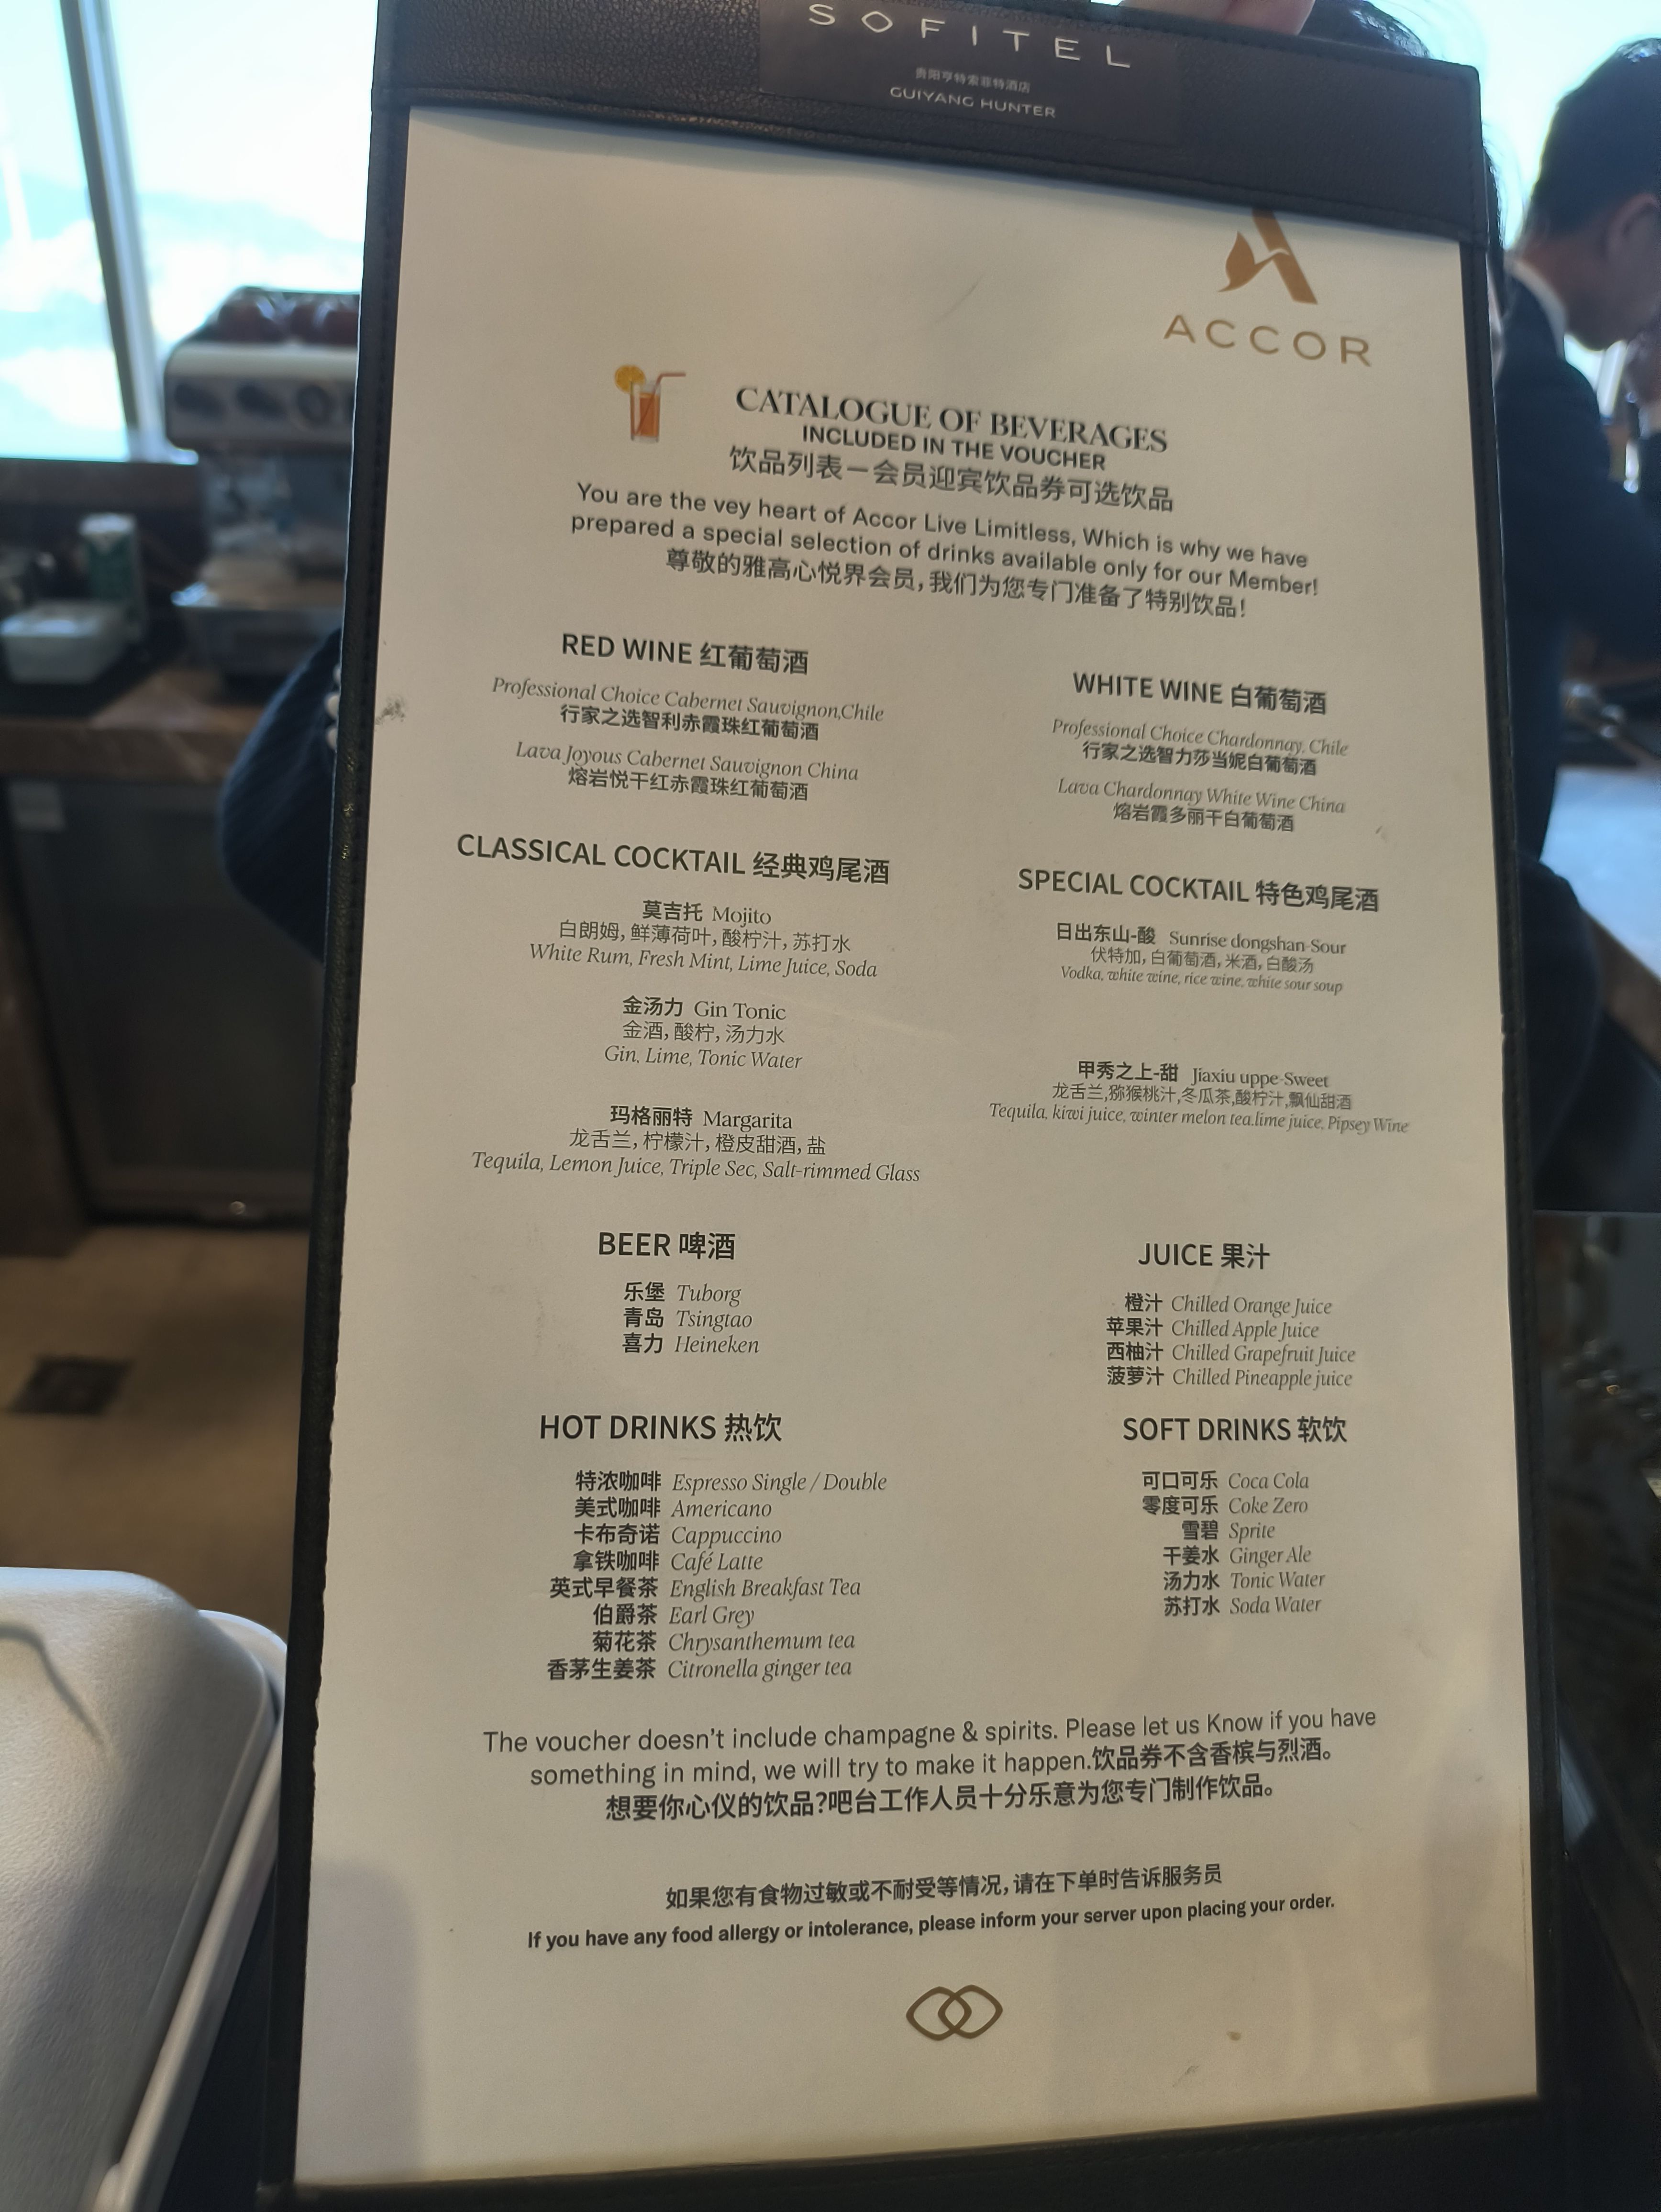 SOFITEL
贵阳亨特索菲特酒店
GUIYANG HUNTER
ACCOR
CATALOGUE OF BEVERAGES
INCLUDED IN THE VOUCHER
饮品列表－会员迎宾饮品券可选饮品
You are the vey heart of Accor Live Limitless, Which is why we have
prepared a special selection of drinks available only for our Member!
尊敬的雅高心悦界会员，我们为您专门准备了特别饮品！
RED WINE 红葡萄酒
Professional Choice Cabernet Sauvignon,Chile
行家之选智利赤霞珠红葡萄酒
Lava Joyous Cabernet Sauvignon China
熔岩悦干红赤霞珠红葡萄酒
WHITE WINE 白葡萄酒
Professional Choice Chardonnay. Chile
行家之选智力莎当妮白葡萄酒
Lava Chardonnay White Wine China
熔岩霞多丽干白葡萄酒
CLASSICAL COCKTAIL 经典鸡尾酒
莫吉托 Mojito
白朗姆，鲜薄荷叶，酸柠汁，苏打水
White Rum, Fresh Mint, Lime Juice, Soda
金汤力 Gin Tonic
金酒，酸柠，汤力水
Gin, Lime, Tonic Water
玛格丽特 Margarita
龙舌兰，柠檬汁，橙皮甜酒，盐
Tequila, Lemon Juice, Triple Sec, Salt-rimmed Glass
SPECIAL COCKTAIL 特色鸡尾酒
日出东山-酸 Sunrise dongshan-Sour
伏特加，白葡萄酒，米酒，白酸汤
Vodka, white wine, rice wine, white sour soup
甲秀之上-甜 Jiaxiu uppe-Sweet
龙舌兰,猕猴桃汁,冬瓜茶,酸柠汁,飘仙甜酒
Tequila, kiwi juice, winter melon tea.lime juice, Pipsey Wine
BEER 啤酒
乐堡 Tuborg
青岛 Tsingtao
喜力 Heineken
JUICE 果汁
橙汁 Chilled Orange Juice
苹果汁 Chilled Apple Juice
西柚汁 Chilled Grapefruit Juice
菠萝汁 Chilled Pineapple juice
HOT DRINKS 热饮
特浓咖啡 Espresso Single / Double
美式咖啡 Americano
卡布奇诺 Cappuccino
拿铁咖啡 Café Latte
英式早餐茶 English Breakfast Tea
伯爵茶 Earl Grey
菊花茶 Chrysanthemum tea
香茅生姜茶 Citronella ginger tea
SOFT DRINKS 软饮
可口可乐 Coca Cola
零度可乐 Coke Zero
雪碧 Sprite
干姜水 Ginger Ale
汤力水 Tonic Water
苏打水 Soda Water
The voucher doesn't include champagne & spirits. Please let us Know if you have
something in mind, we will try to make it happen.饮品券不含香槟与烈酒。
想要你心仪的饮品?吧台工作人员十分乐意为您专门制作饮品。
如果您有食物过敏或不耐受等情况，请在下单时告诉服务员
If you have any food allergy or intolerance, please inform your server upon placing your order.